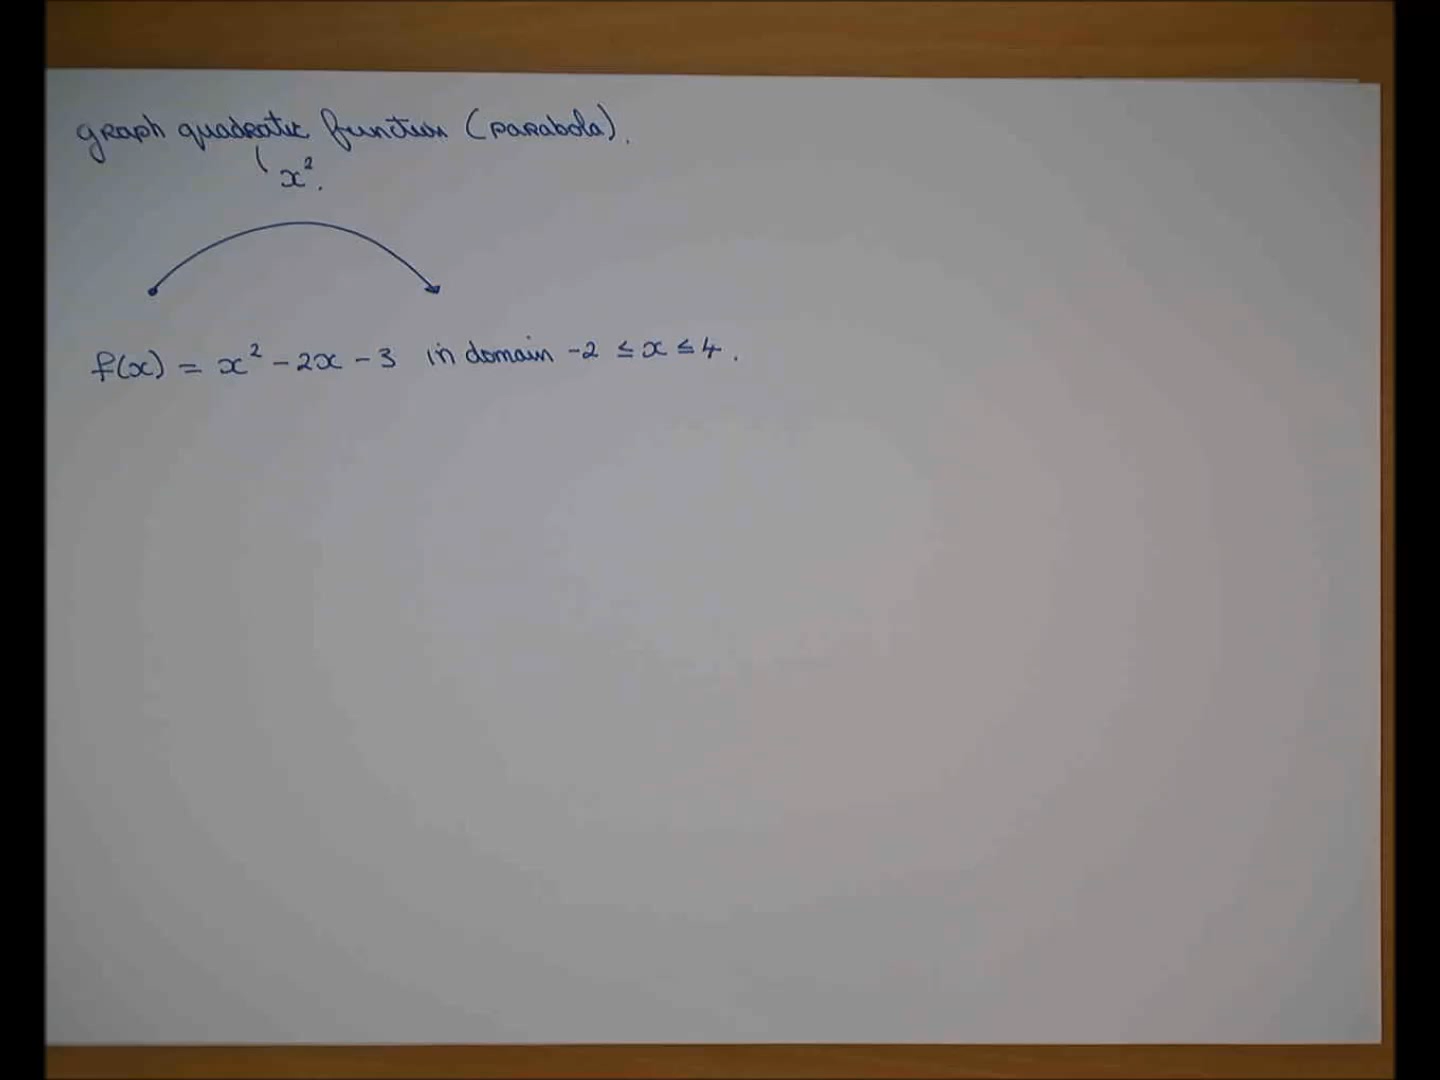 graph quadratic function (parabola).
x².
f(x) = x² - 2x - 3 in domain -2 ≤ x ≤ 4.